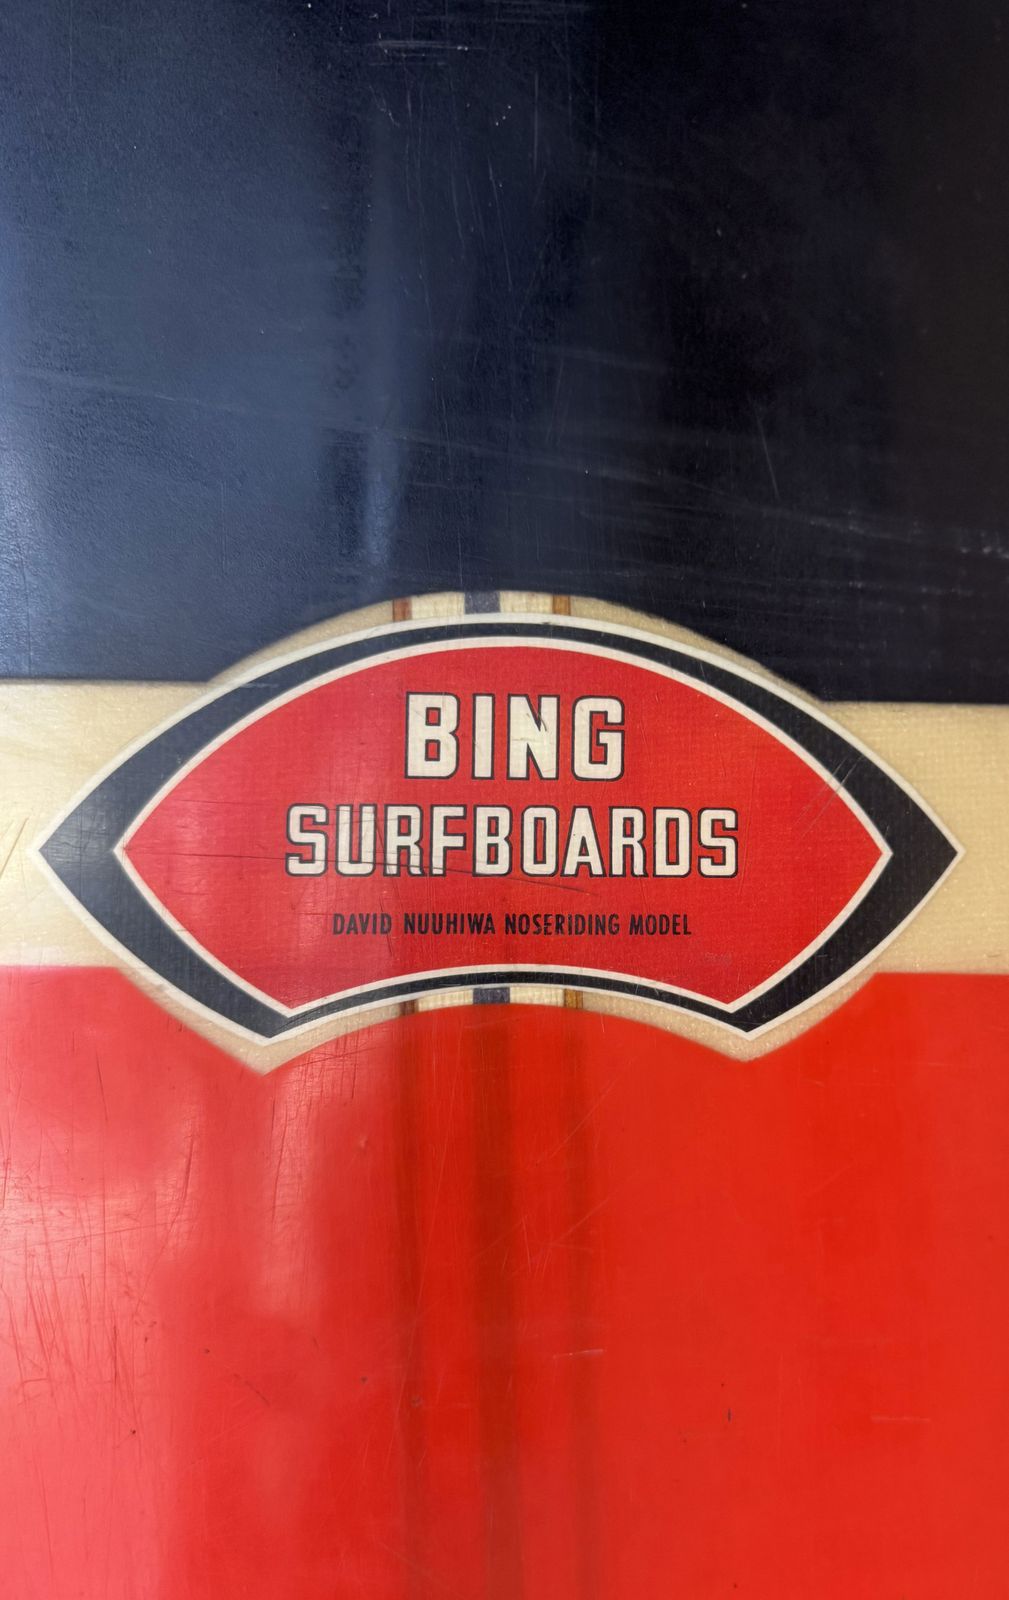 BING
SURFBOARDS
DAVID NUUHIWA NOSERIDING MODEL